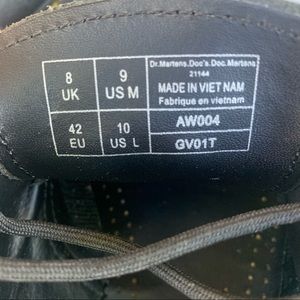 8 UK
9 US M
Dr.Martens.Doc's.Doc.Martens
21144
MADE IN VIET NAM
Fabrique en vietnam
42 EU
10 US L
AW004
GV01T